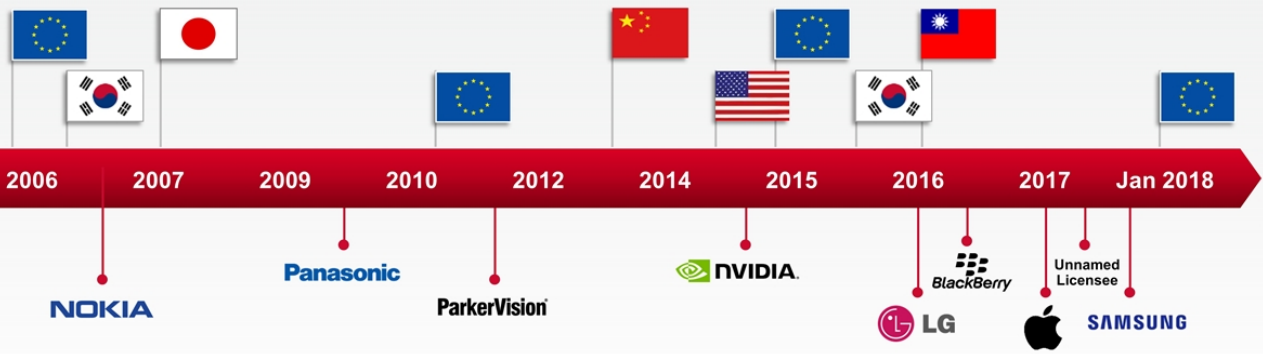 2006 2007 2009 2010 2012 2014 2015 2016 2017 Jan 2018
NOKIA
Panasonic
ParkerVision
NVIDIA.
LG
BlackBerry
Unnamed
Licensee
SAMSUNG